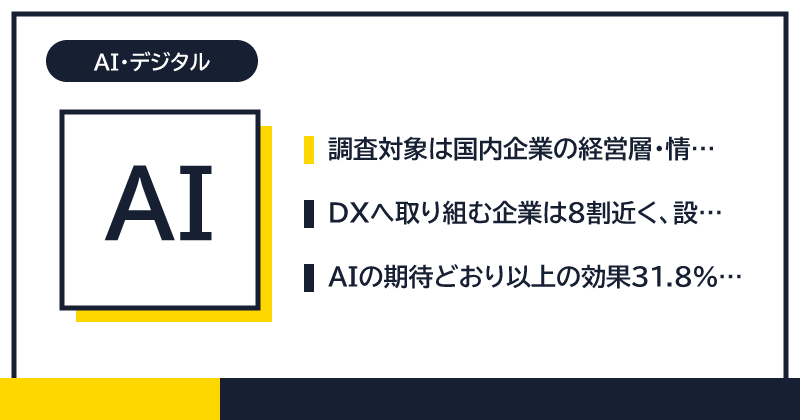 AI・デジタル
AI
調査対象は国内企業の経営層・情…
DXへ取り組む企業は8割近く、設…
AIの期待どおり以上の効果31.8%…